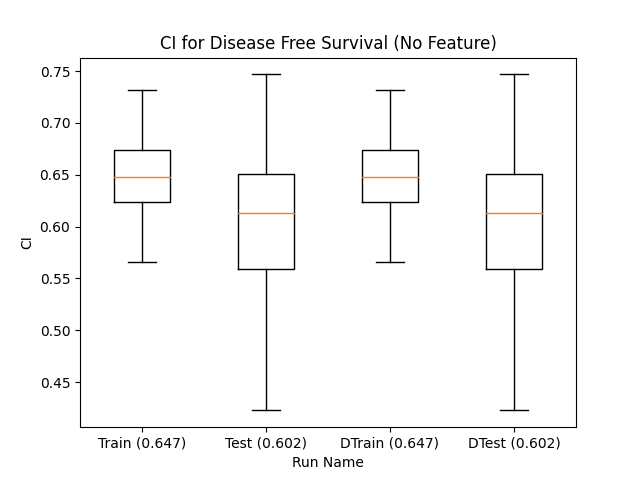 CI for Disease Free Survival (No Feature)
0.75
0.70
0.65
0.60
0.55
0.50
0.45
CI
Train (0.647) Test (0.602) DTrain (0.647) DTest (0.602)
Run Name